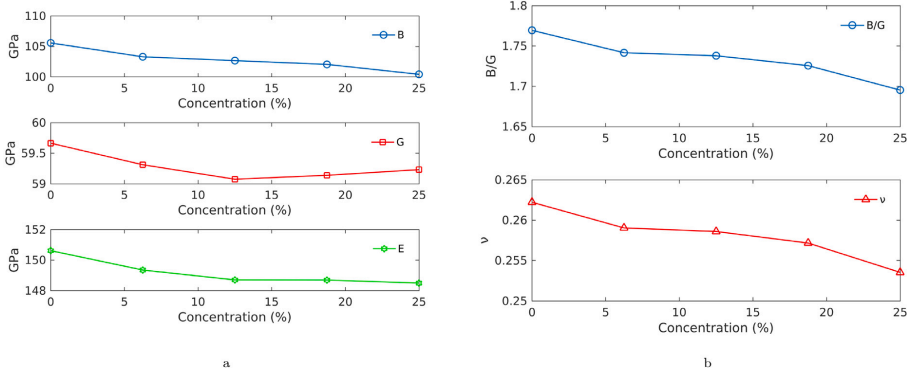 110
105
100
GPa
B
0 5 10 15 20 25
Concentration (%)
60
59.5
59
GPa
G
0 5 10 15 20 25
Concentration (%)
152
150
148
GPa
E
0 5 10 15 20 25
Concentration (%)
a
1.8
1.75
1.7
1.65
B/G
B/G
0 5 10 15 20 25
Concentration (%)
0.265
0.26
0.255
0.25
ν
ν
0 5 10 15 20 25
Concentration (%)
b